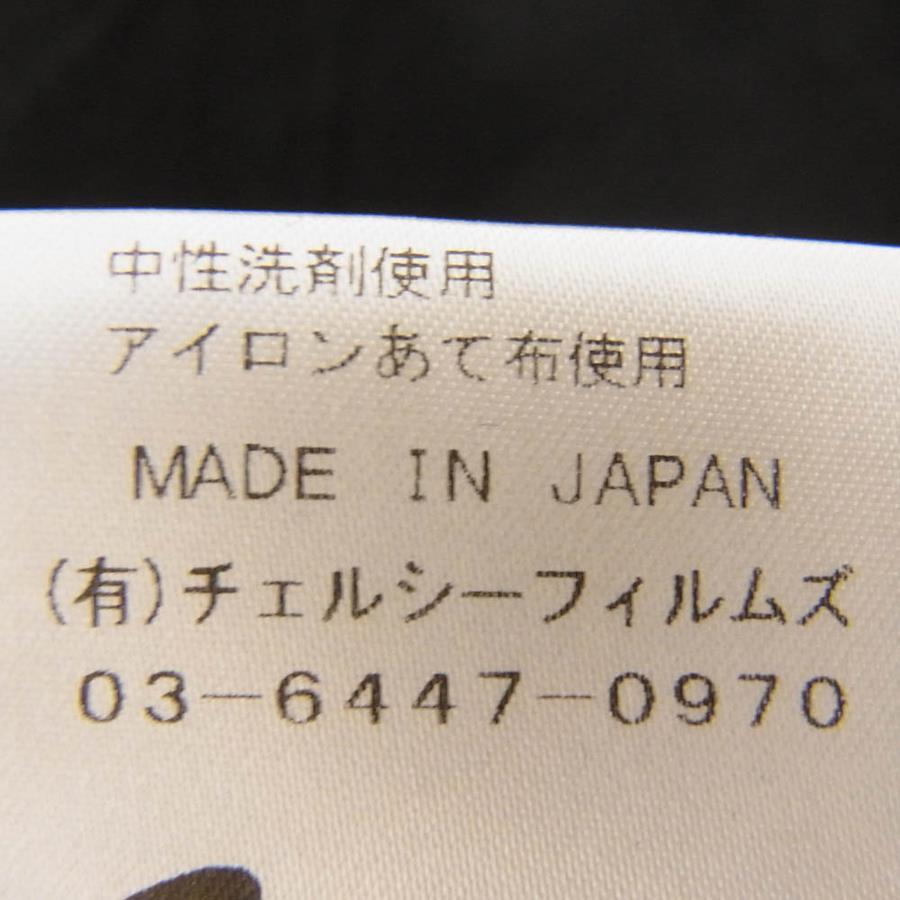 中性洗剤使用
アイロンあて布使用
MADE IN JAPAN
(有)チェルシーフィルムズ
03-6447-0970